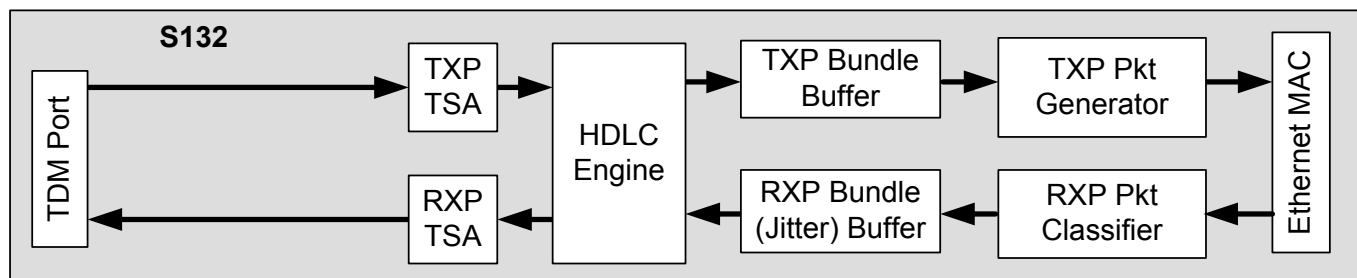 S132
TDM Port
TXP
TSA
HDLC
Engine
TXP Bundle
Buffer
TXP Pkt
Generator
Ethernet MAC
RXP
TSA
RXP Bundle
(Jitter) Buffer
RXP Pkt
Classifier